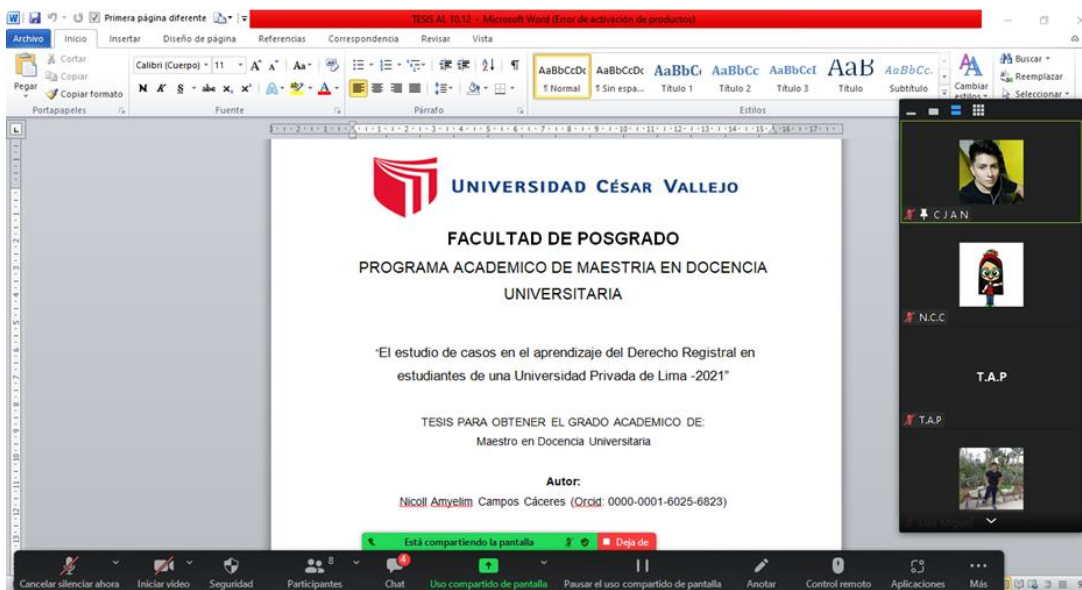 Primera página diferente
TESIS AL 10.12 - Microsoft Word (Error de activación de productos)
Archivo Inicio Insertar Diseño de página Referencias Correspondencia Revisar Vista
Pegar
Cortar
Copiar
Copiar formato
Portapapeles
Calibri (Cuerpo) 11
N K S abc x, x²
Fuente
Párrafo
AaBbCcDc AaBbCcDc AaBbC AaBbCc AaBbCcI AaB AaBbCc.
¶ Normal ¶ Sin espa... Título 1 Título 2 Título 3 Título Subtítulo
Estilos
Cambiar estilos
Buscar
Reemplazar
Seleccionar
UNIVERSIDAD CÉSAR VALLEJO
FACULTAD DE POSGRADO
PROGRAMA ACADEMICO DE MAESTRIA EN DOCENCIA
UNIVERSITARIA
“El estudio de casos en el aprendizaje del Derecho Registral en
estudiantes de una Universidad Privada de Lima -2021”
TESIS PARA OBTENER EL GRADO ACADEMICO DE:
Maestro en Docencia Universitaria
Autor:
Nicoll Amyelim Campos Cáceres (Orcid: 0000-0001-6025-6823)
C J A N
N.C.C
T.A.P
T.A.P
Luis Miguel
Está compartiendo la pantalla Deja de
Cancelar silenciar ahora
Iniciar video
Seguridad
Participantes 8
Chat 4
Uso compartido de pantalla
Pausar el uso compartido de pantalla
Anotar
Control remoto
Aplicaciones
Más